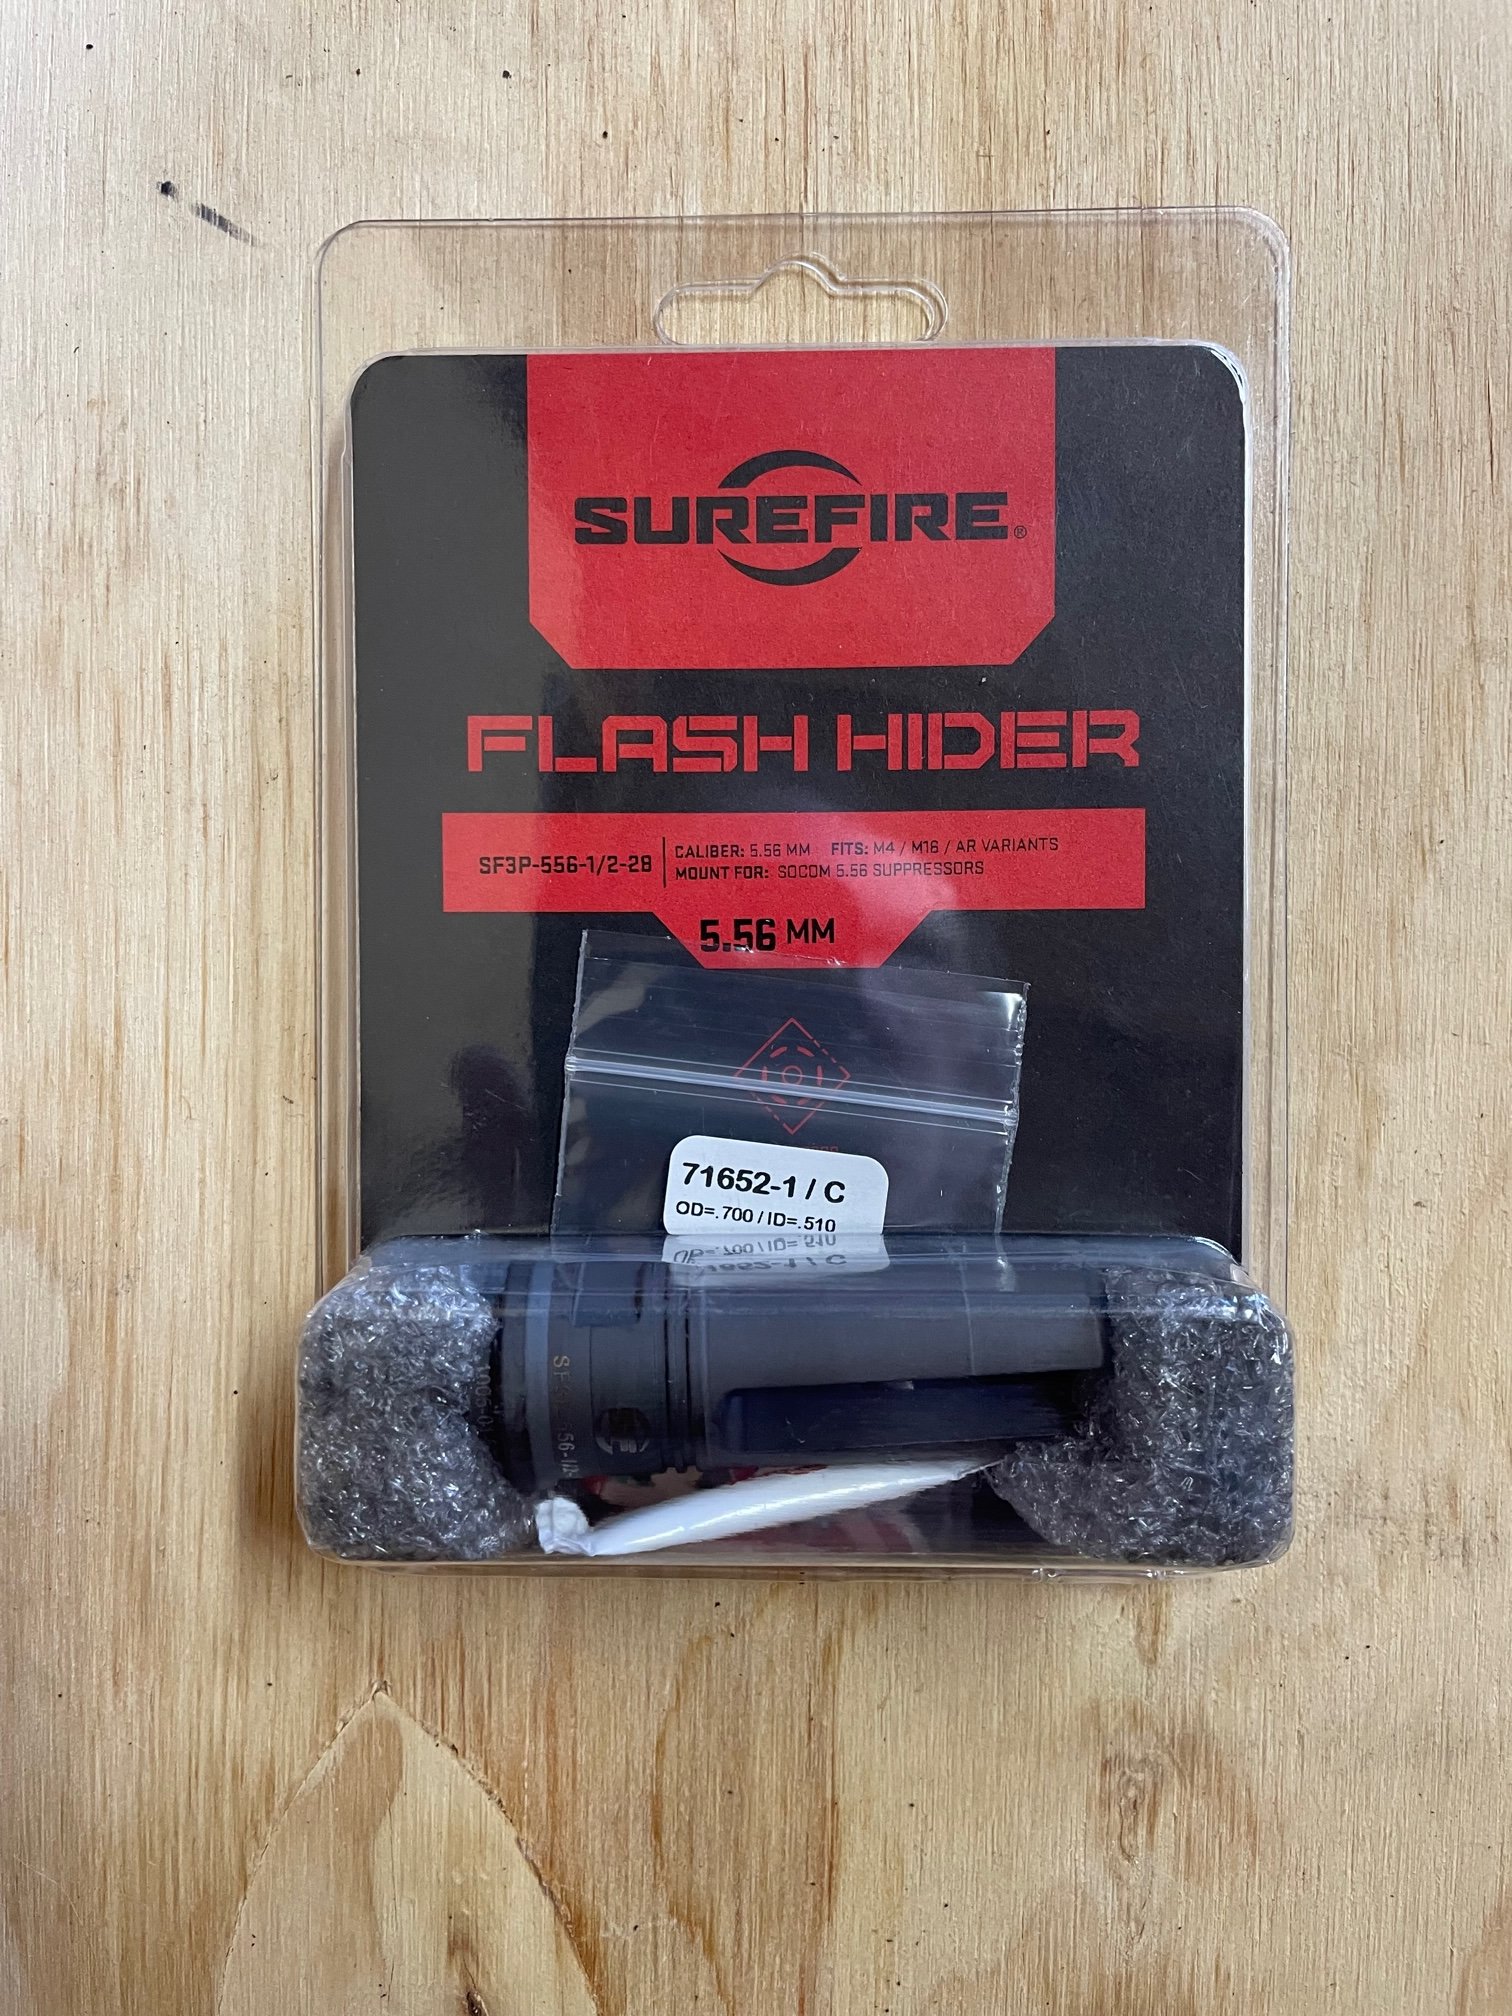 SUREFIRE®
FLASH HIDER
SF3P-556-1/2-28
CALIBER: 5.56 MM FITS: M4 / M16 / AR VARIANTS
MOUNT FOR: SOCOM 5.56 SUPPRESSORS
5.56 MM
71652-1 / C
OD=.700 / ID=.510